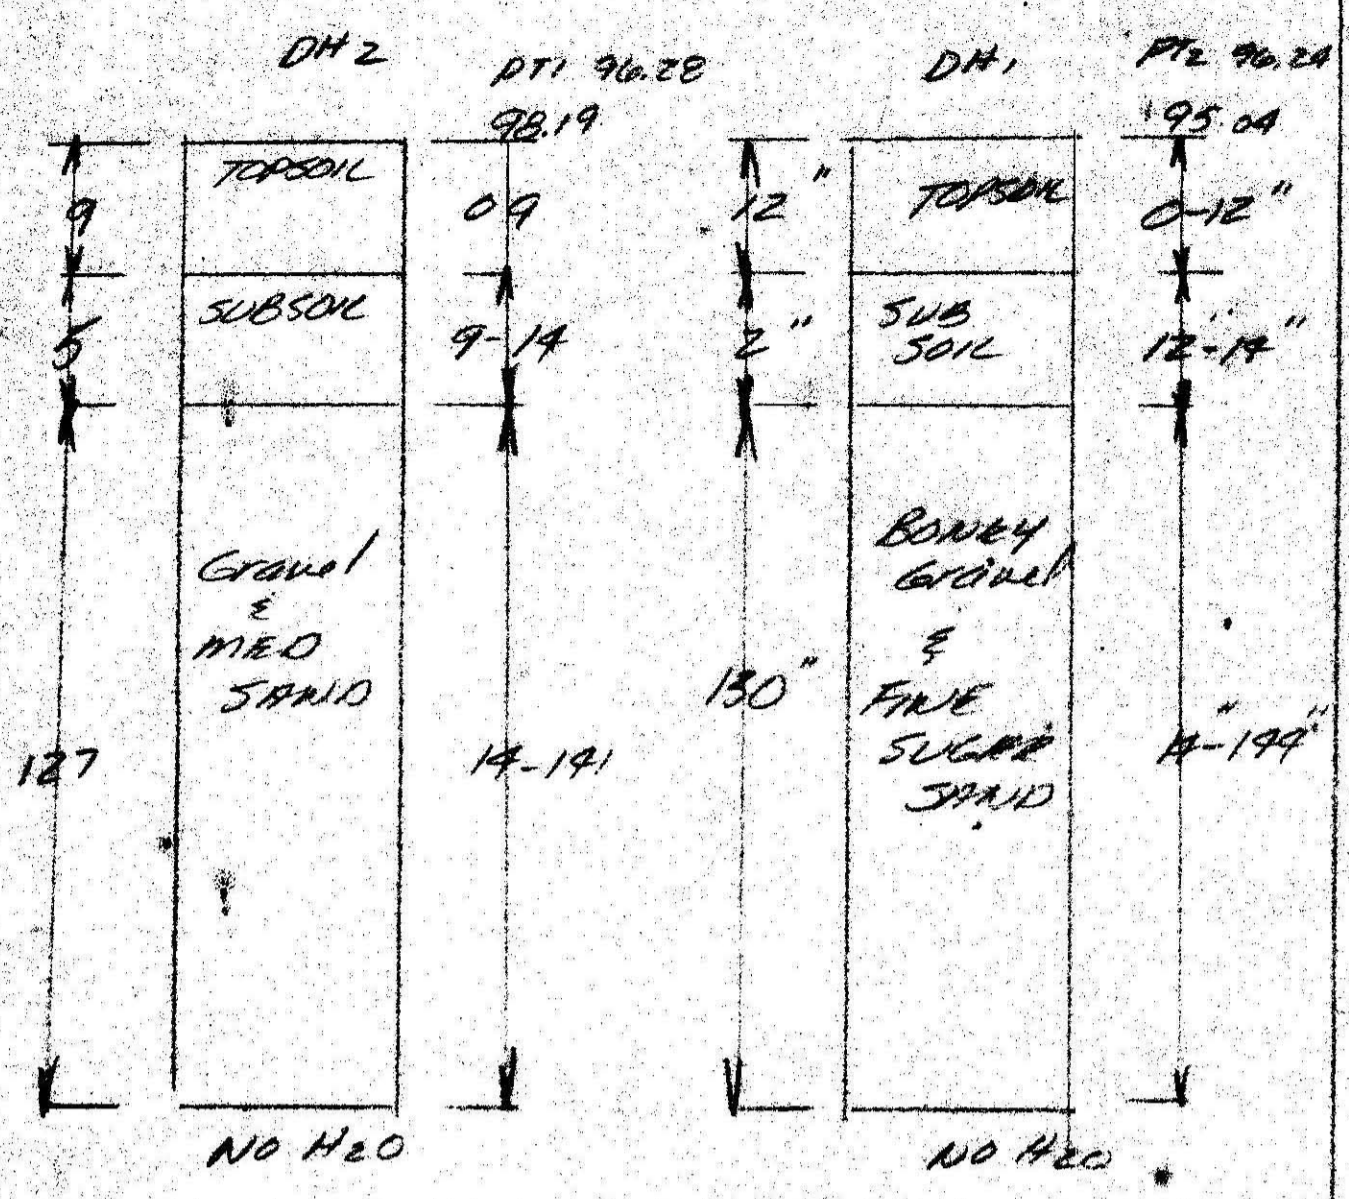 DH 2
PT1 96.28
98.19
9
TOPSOIL
0 9
5
SUBSOIL
9-14
127
Gravel
&
MED
SAND
14-141
NO H2O
DH1
PT2 96.24
95.04
12"
TOPSOIL
0-12"
2"
SUB
SOIL
12"-14"
130"
BONEY
Gravel
&
FINE
SUGAR
SAND
14"-144"
NO H2O